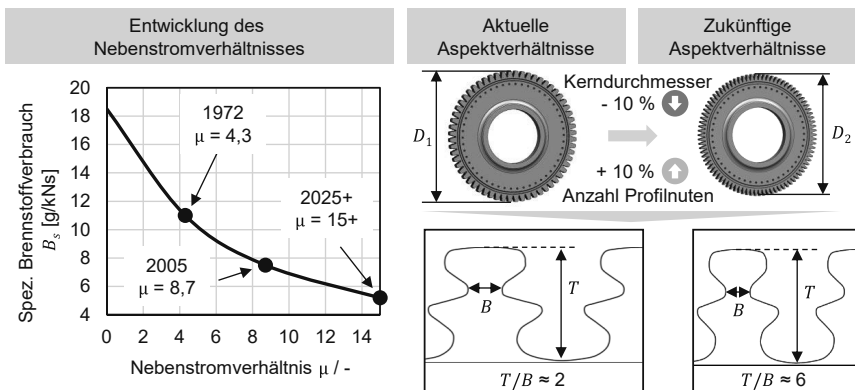 Entwicklung des
Nebenstromverhältnisses
20
18
16
14
12
10
8
6
4
0
2
4
6
8
10
12
14
Spez. Brennstoffverbrauch
B_s [g/kNs]
Nebenstromverhältnis μ / -
1972
μ = 4,3
2005
μ = 8,7
2025+
μ = 15+
Aktuelle
Aspektverhältnisse
Zukünftige
Aspektverhältnisse
D₁
Kerndurchmesser
- 10 %
+ 10 %
Anzahl Profilnuten
D₂
B
T
T/B ≈ 2
B
T
T/B ≈ 6